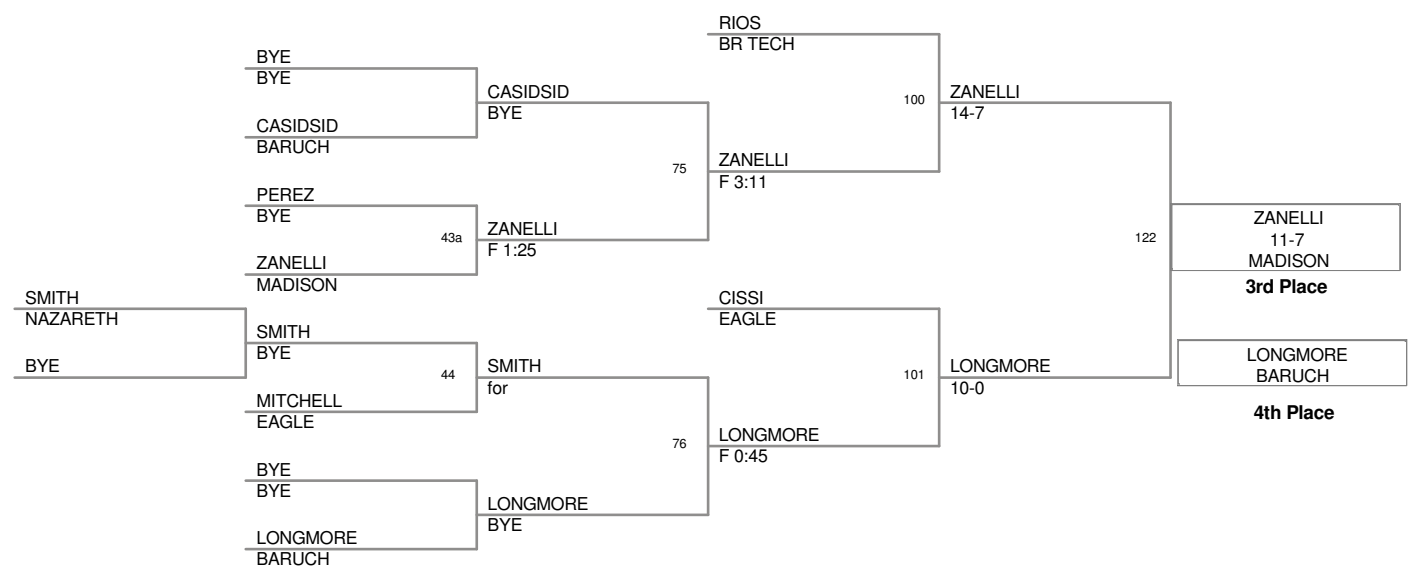 RIOS
BR TECH
BYE
BYE
CASIDSID
BYE
100
ZANELLI
14-7
CASIDSID
BARUCH
75
ZANELLI
F 3:11
PEREZ
BYE
43a
ZANELLI
F 1:25
122
ZANELLI
11-7
MADISON
3rd Place
ZANELLI
MADISON
SMITH
NAZARETH
CISSI
EAGLE
SMITH
BYE
BYE
44
SMITH
for
101
LONGMORE
10-0
LONGMORE
BARUCH
4th Place
MITCHELL
EAGLE
76
LONGMORE
F 0:45
BYE
BYE
LONGMORE
BYE
LONGMORE
BARUCH